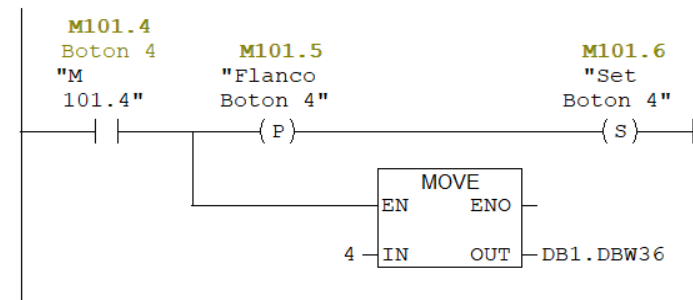 M101.4
Boton 4
"M
101.4"
M101.5
"Flanco
Boton 4"
P
M101.6
"Set
Boton 4"
S
MOVE
EN ENO
4 IN OUT DB1.DBW36